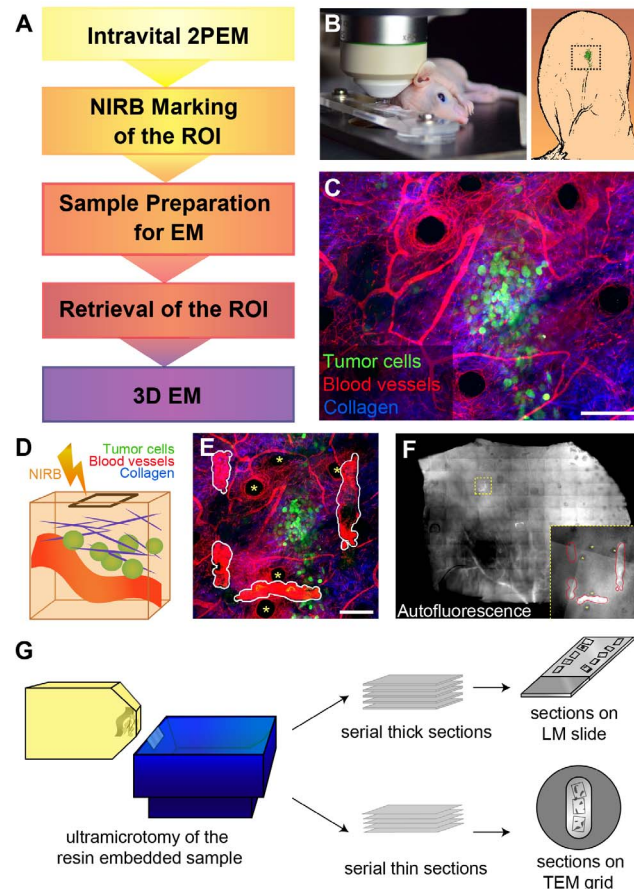 A
Intravital 2PEM
NIRB Marking
of the ROI
Sample Preparation
for EM
Retrieval of the ROI
3D EM
B
C
Tumor cells
Blood vessels
Collagen
D
NIRB
Tumor cells
Blood vessels
Collagen
E
* * * * *
F
Autofluorescence
G
ultramicrotomy of the
resin embedded sample
serial thick sections
sections on
LM slide
serial thin sections
sections on
TEM grid